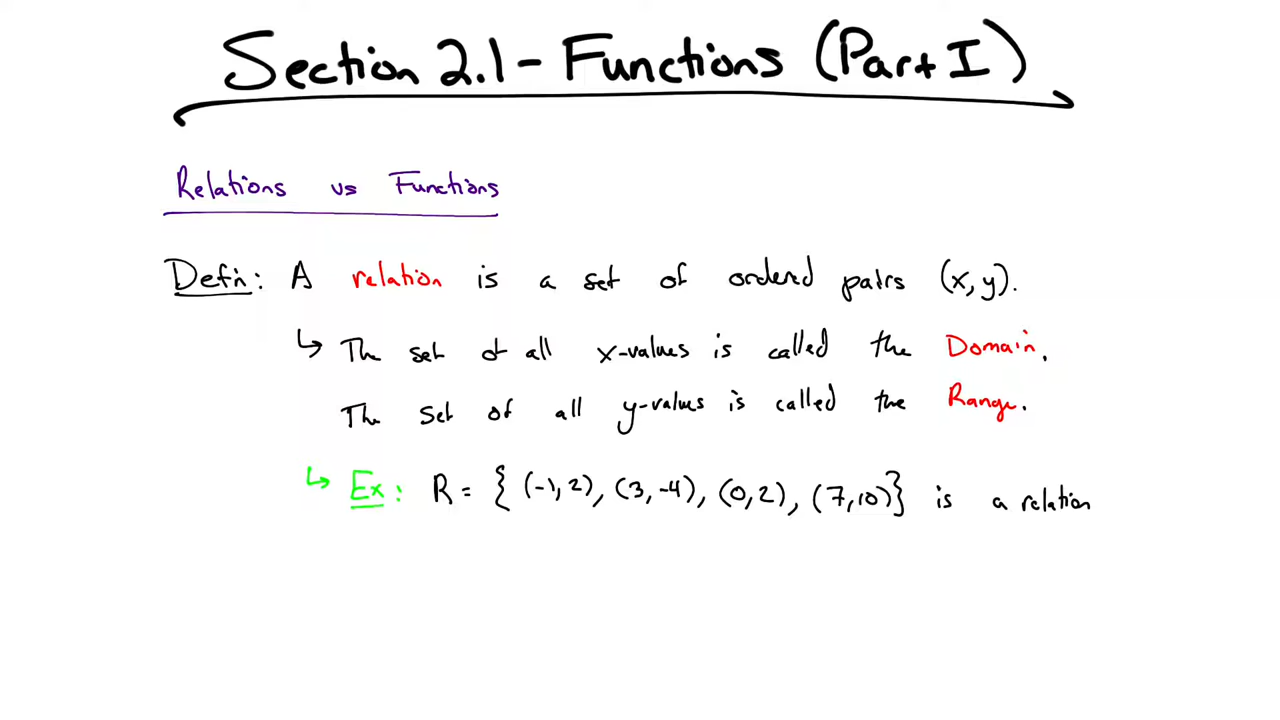 Section 2.1 - Functions (Part I)
Relations vs Functions
Defn: A relation is a set of ordered pairs (x, y).
↳ The set of all x-values is called the Domain.
The set of all y-values is called the Range.
↳ Ex: R = { (-1, 2), (3, -4), (0, 2), (7, 10)} is a relation